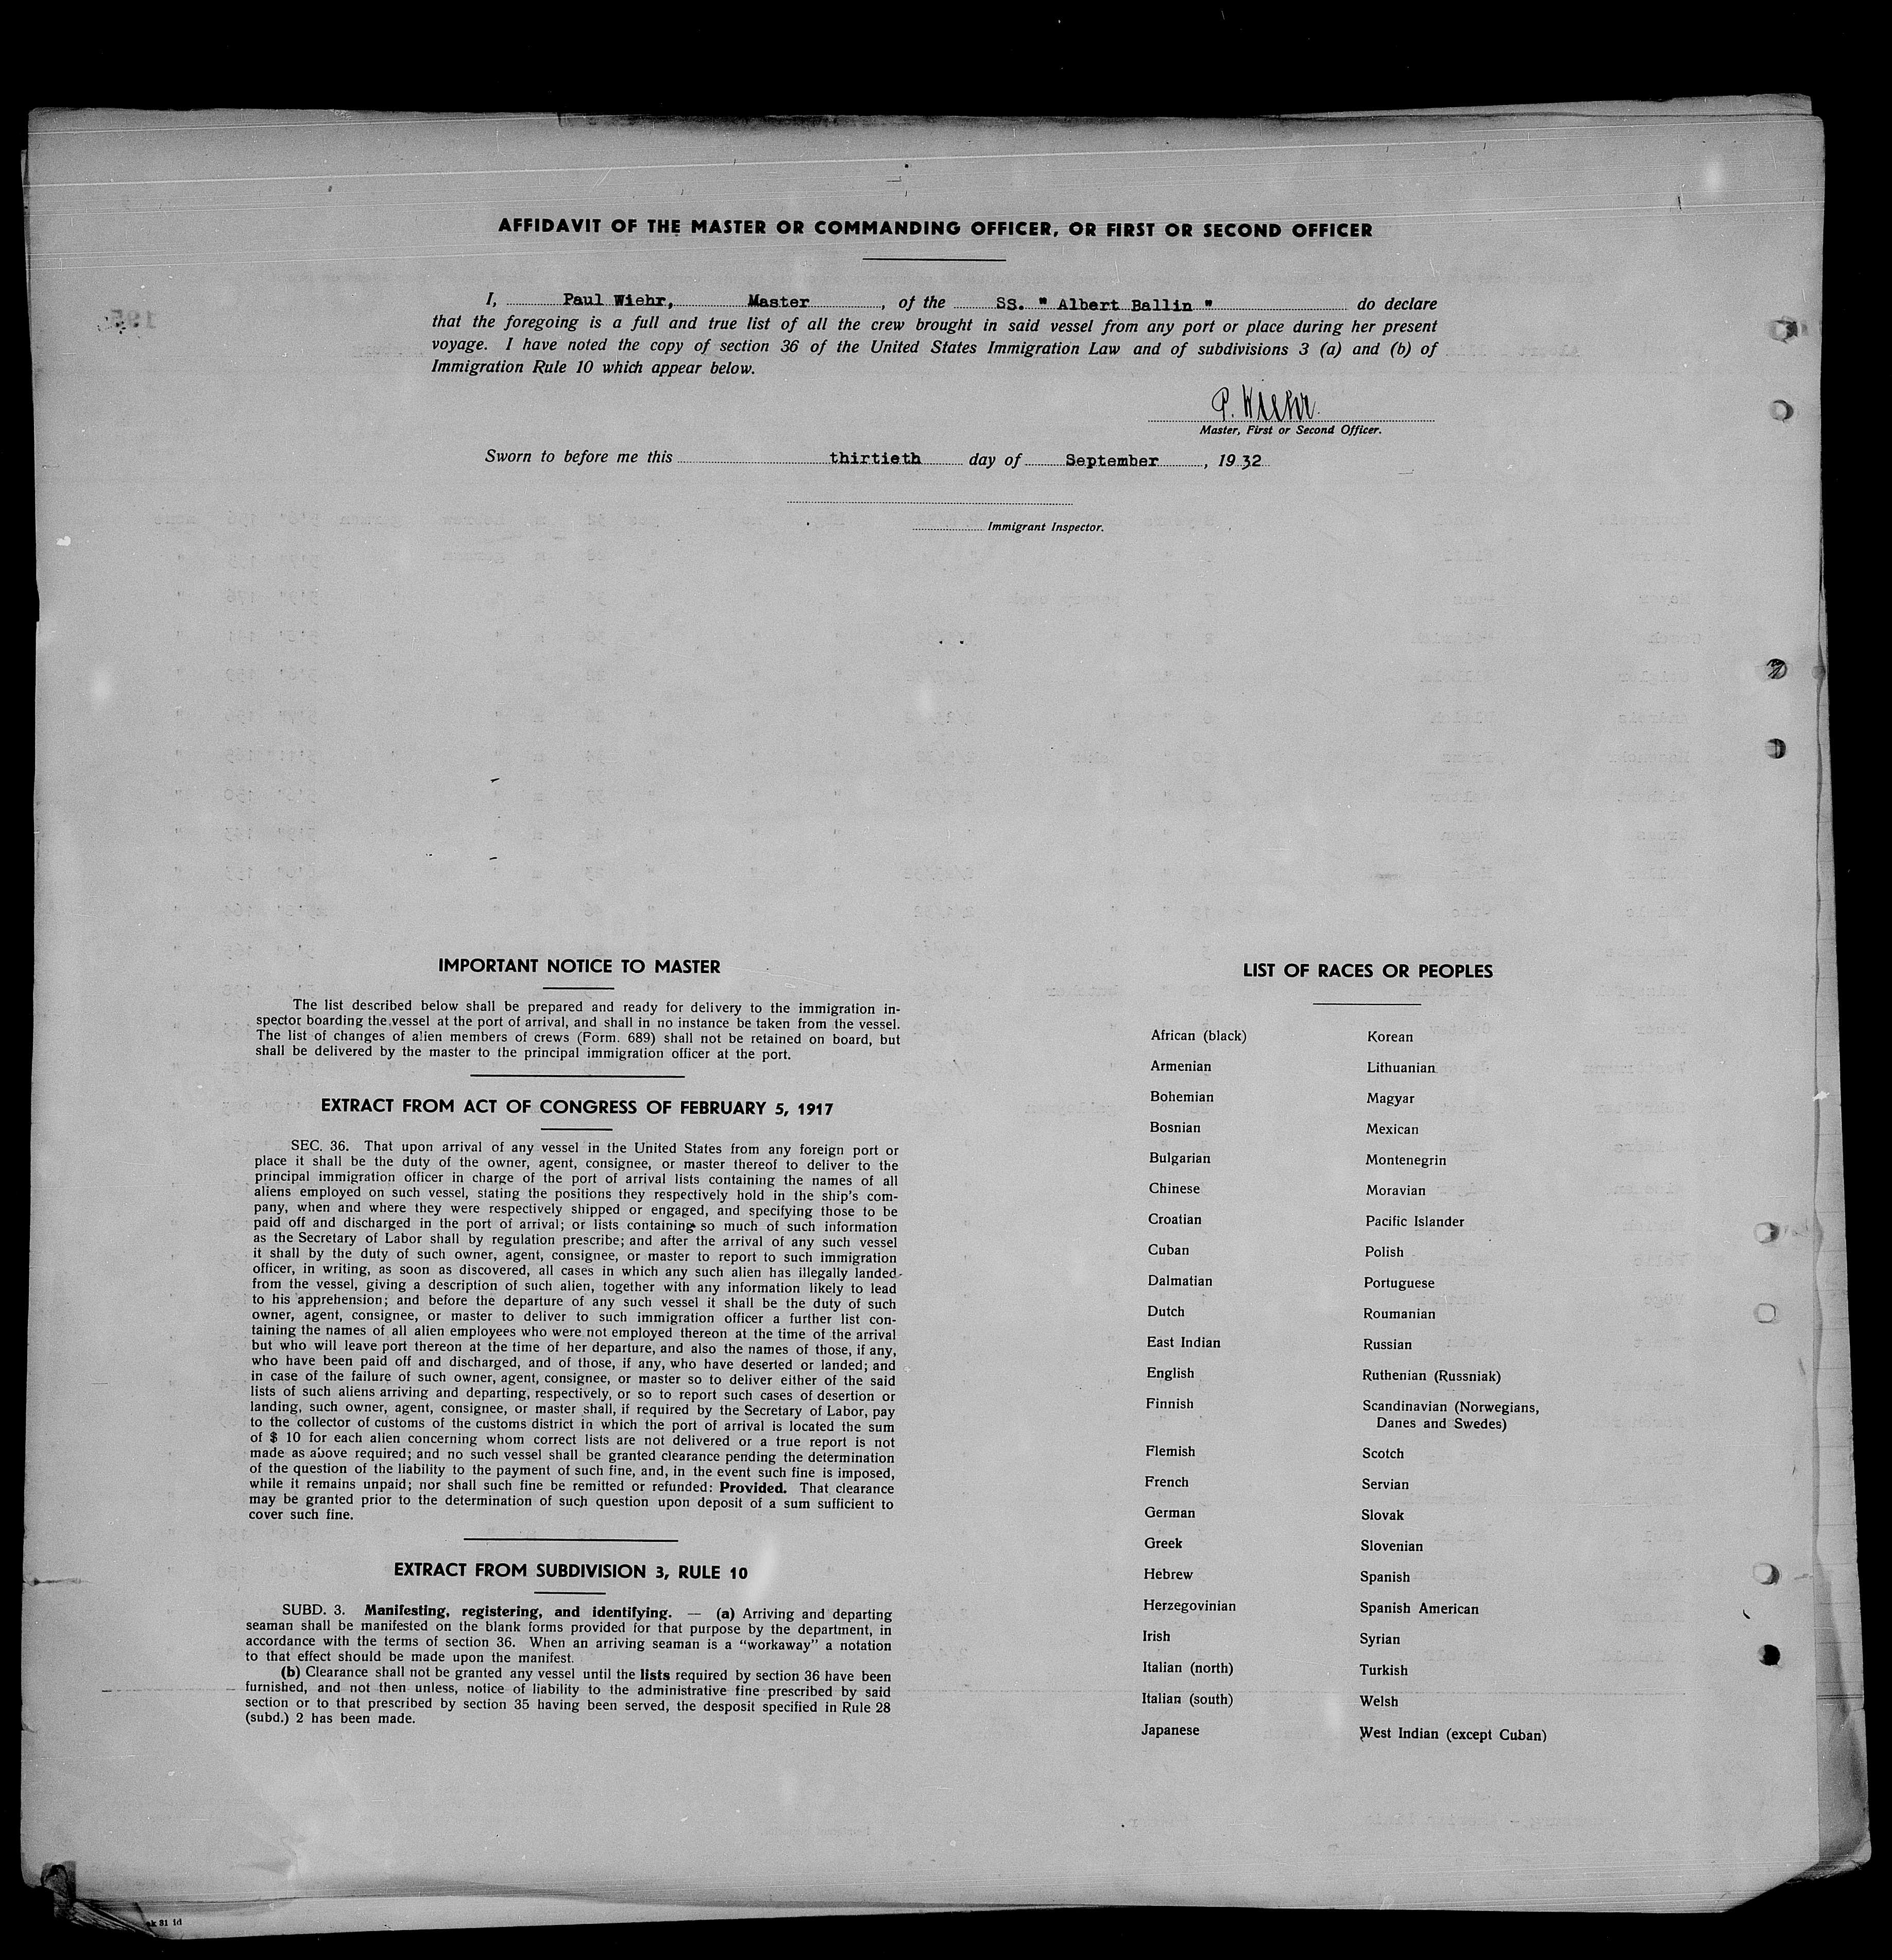 AFFIDAVIT OF THE MASTER OR COMMANDING OFFICER, OR FIRST OR SECOND OFFICER
I, Paul Wiehr, Master, of the SS. " Albert Ballin " do declare
that the foregoing is a full and true list of all the crew brought in said vessel from any port or place during her present
voyage. I have noted the copy of section 36 of the United States Immigration Law and of subdivisions 3 (a) and (b) of
Immigration Rule 10 which appear below.
P. Wiehr.
Master, First or Second Officer.
Sworn to before me this thirtieth day of September, 19 32
Immigrant Inspector.
IMPORTANT NOTICE TO MASTER
The list described below shall be prepared and ready for delivery to the immigration in-
spector boarding the vessel at the port of arrival, and shall in no instance be taken from the vessel.
The list of changes of alien members of crews (Form. 689) shall not be retained on board, but
shall be delivered by the master to the principal immigration officer at the port.
EXTRACT FROM ACT OF CONGRESS OF FEBRUARY 5, 1917
SEC. 36. That upon arrival of any vessel in the United States from any foreign port or
place it shall be the duty of the owner, agent, consignee, or master thereof to deliver to the
principal immigration officer in charge of the port of arrival lists containing the names of all
aliens employed on such vessel, stating the positions they respectively hold in the ship's com-
pany, when and where they were respectively shipped or engaged, and specifying those to be
paid off and discharged in the port of arrival; or lists containing so much of such information
as the Secretary of Labor shall by regulation prescribe; and after the arrival of any such vessel
it shall by the duty of such owner, agent, consignee, or master to report to such immigration
officer, in writing, as soon as discovered, all cases in which any such alien has illegally landed
from the vessel, giving a description of such alien, together with any information likely to lead
to his apprehension; and before the departure of any such vessel it shall be the duty of such
owner, agent, consignee, or master to deliver to such immigration officer a further list con-
taining the names of all alien employees who were not employed thereon at the time of the arrival
but who will leave port thereon at the time of her departure, and also the names of those, if any,
who have been paid off and discharged, and of those, if any, who have deserted or landed; and
in case of the failure of such owner, agent, consignee, or master so to deliver either of the said
lists of such aliens arriving and departing, respectively, or so to report such cases of desertion or
landing, such owner, agent, consignee, or master shall, if required by the Secretary of Labor, pay
to the collector of customs of the customs district in which the port of arrival is located the sum
of $ 10 for each alien concerning whom correct lists are not delivered or a true report is not
made as above required; and no such vessel shall be granted clearance pending the determination
of the question of the liability to the payment of such fine, and, in the event such fine is imposed,
while it remains unpaid; nor shall such fine be remitted or refunded: Provided. That clearance
may be granted prior to the determination of such question upon deposit of a sum sufficient to
cover such fine.
EXTRACT FROM SUBDIVISION 3, RULE 10
SUBD. 3. Manifesting, registering, and identifying. — (a) Arriving and departing
seaman shall be manifested on the blank forms provided for that purpose by the department, in
accordance with the terms of section 36. When an arriving seaman is a "workaway" a notation
to that effect should be made upon the manifest.
(b) Clearance shall not be granted any vessel until the lists required by section 36 have been
furnished, and not then unless, notice of liability to the administrative fine prescribed by said
section or to that prescribed by section 35 having been served, the desposit specified in Rule 28
(subd.) 2 has been made.
LIST OF RACES OR PEOPLES
African (black)
Armenian
Bohemian
Bosnian
Bulgarian
Chinese
Croatian
Cuban
Dalmatian
Dutch
East Indian
English
Finnish
Flemish
French
German
Greek
Hebrew
Herzegovinian
Irish
Italian (north)
Italian (south)
Japanese
Korean
Lithuanian
Magyar
Mexican
Montenegrin
Moravian
Pacific Islander
Polish
Portuguese
Roumanian
Russian
Ruthenian (Russniak)
Scandinavian (Norwegians,
Danes and Swedes)
Scotch
Servian
Slovak
Slovenian
Spanish
Spanish American
Syrian
Turkish
Welsh
West Indian (except Cuban)